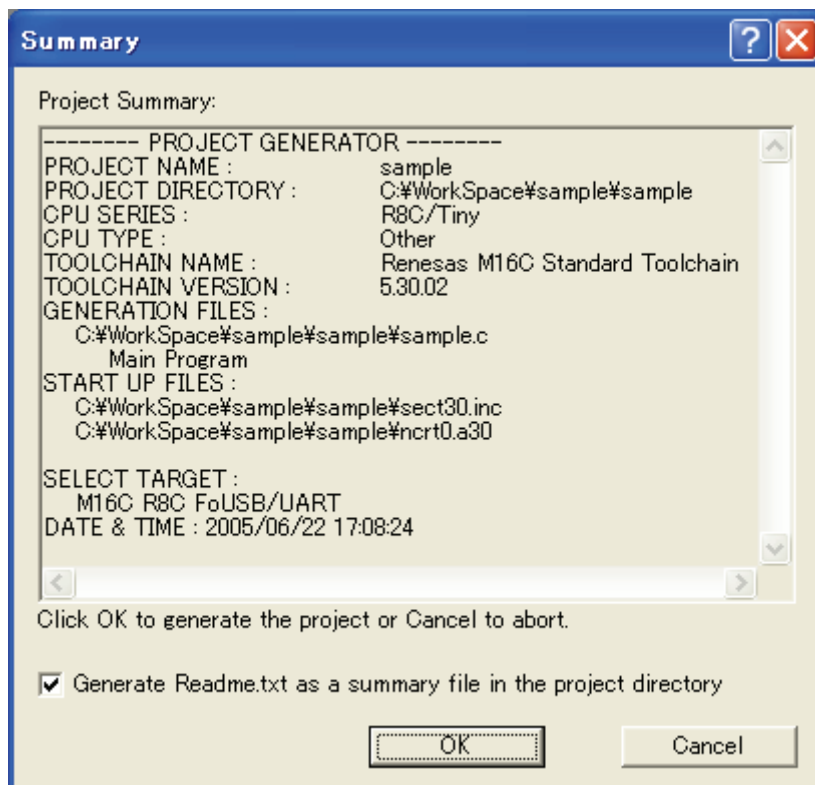 Summary
Project Summary:
-------- PROJECT GENERATOR --------
PROJECT NAME : sample
PROJECT DIRECTORY : C:¥WorkSpace¥sample¥sample
CPU SERIES : R8C/Tiny
CPU TYPE : Other
TOOLCHAIN NAME : Renesas M16C Standard Toolchain
TOOLCHAIN VERSION : 5.30.02
GENERATION FILES :
C:¥WorkSpace¥sample¥sample¥sample.c
Main Program
START UP FILES :
C:¥WorkSpace¥sample¥sample¥sect30.inc
C:¥WorkSpace¥sample¥sample¥ncrt0.a30
SELECT TARGET :
M16C R8C FoUSB/UART
DATE & TIME : 2005/06/22 17:08:24
Click OK to generate the project or Cancel to abort.
Generate Readme.txt as a summary file in the project directory
OK Cancel